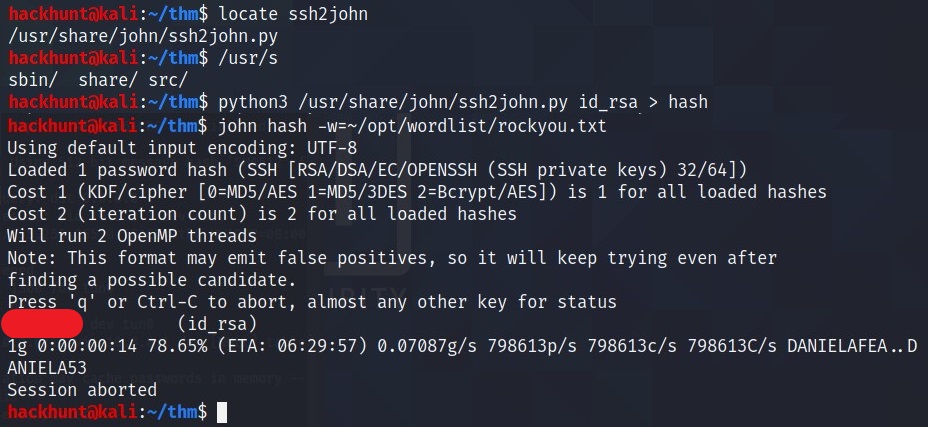 hackhunt@kali:~/thm$ locate ssh2john
/usr/share/john/ssh2john.py
hackhunt@kali:~/thm$ /usr/s
sbin/  share/ src/
hackhunt@kali:~/thm$ python3 /usr/share/john/ssh2john.py id_rsa > hash
hackhunt@kali:~/thm$ john hash -w=~/opt/wordlist/rockyou.txt
Using default input encoding: UTF-8
Loaded 1 password hash (SSH [RSA/DSA/EC/OPENSSH (SSH private keys) 32/64])
Cost 1 (KDF/cipher [0=MD5/AES 1=MD5/3DES 2=Bcrypt/AES]) is 1 for all loaded hashes
Cost 2 (iteration count) is 2 for all loaded hashes
Will run 2 OpenMP threads
Note: This format may emit false positives, so it will keep trying even after
finding a possible candidate.
Press 'q' or Ctrl-C to abort, almost any other key for status
(id_rsa)
1g 0:00:00:14 78.65% (ETA: 06:29:57) 0.07087g/s 798613p/s 798613c/s 798613C/s DANIELAFEA..D
ANIELA53
Session aborted
hackhunt@kali:~/thm$